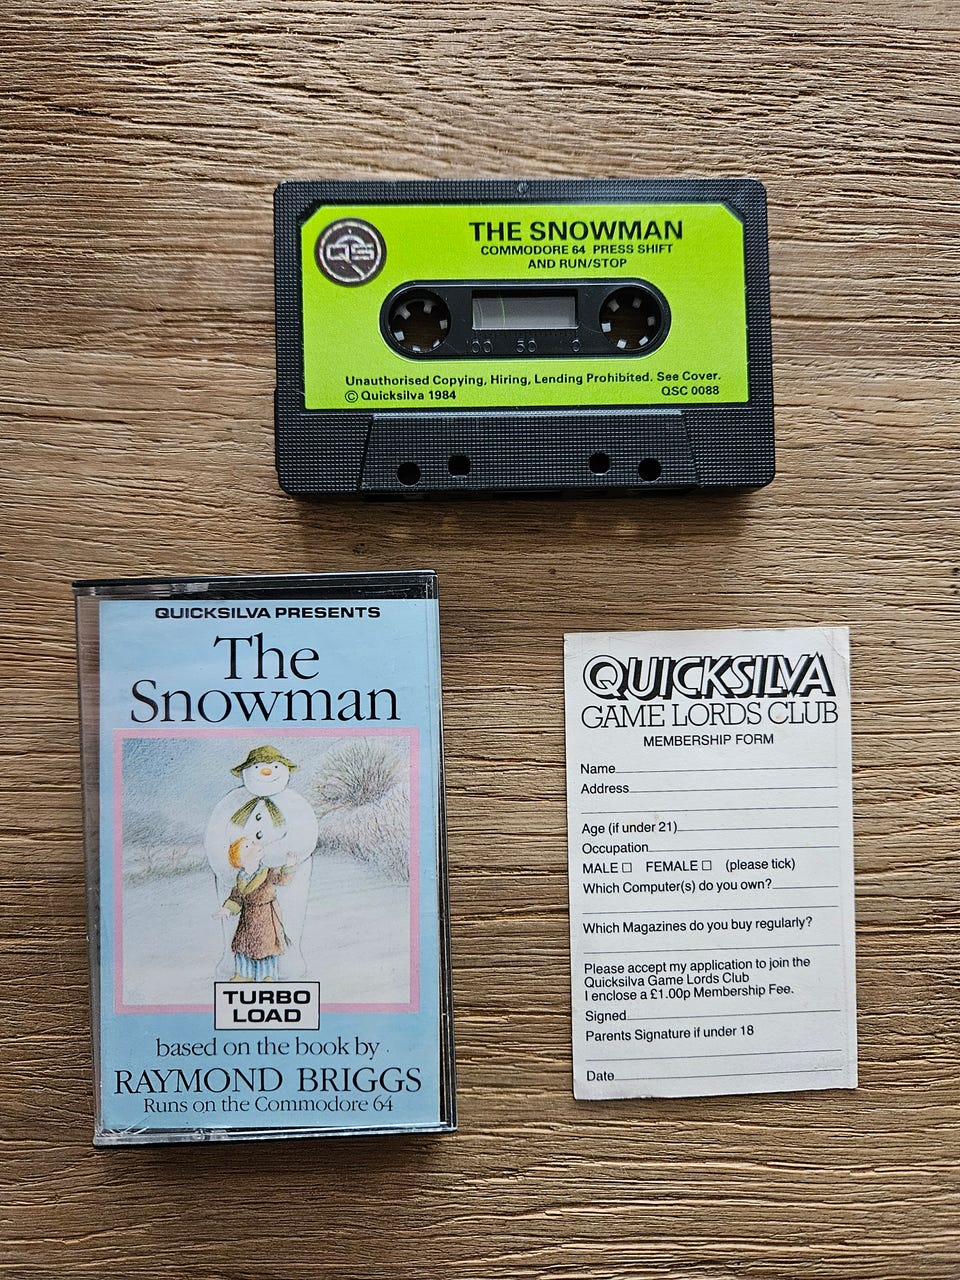 QS
THE SNOWMAN
COMMODORE 64 PRESS SHIFT
AND RUN/STOP
100 50 0
Unauthorised Copying, Hiring, Lending Prohibited. See Cover.
© Quicksilva 1984 QSC 0088
QUICKSILVA PRESENTS
The
Snowman
TURBO
LOAD
based on the book by
RAYMOND BRIGGS
Runs on the Commodore 64
QUICKSILVA
GAME LORDS CLUB
MEMBERSHIP FORM
Name
Address
Age (if under 21)
Occupation
MALE □ FEMALE □ (please tick)
Which Computer(s) do you own?
Which Magazines do you buy regularly?
Please accept my application to join the
Quicksilva Game Lords Club
I enclose a £1.00p Membership Fee.
Signed
Parents Signature if under 18
Date